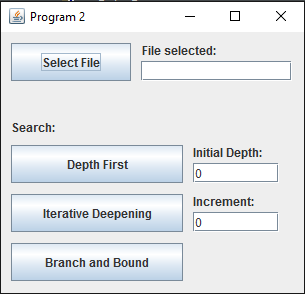 Program 2
Select File
File selected:
Search:
Depth First
Initial Depth:
0
Iterative Deepening
Increment:
0
Branch and Bound